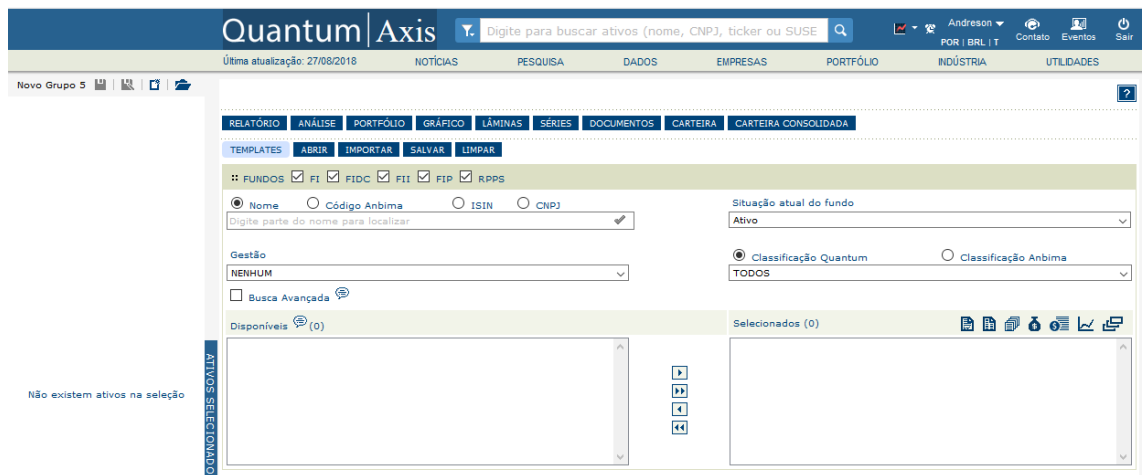 Quantum|Axis
Digite para buscar ativos (nome, CNPJ, ticker ou SUSE
Andreson
POR | BRL | T
Contato
Eventos
Sair
Última atualização: 27/08/2018
NOTÍCIAS
PESQUISA
DADOS
EMPRESAS
PORTFÓLIO
INDÚSTRIA
UTILIDADES
Novo Grupo 5
?
RELATÓRIO
ANÁLISE
PORTFÓLIO
GRÁFICO
LÂMINAS
SÉRIES
DOCUMENTOS
CARTEIRA
CARTEIRA CONSOLIDADA
TEMPLATES
ABRIR
IMPORTAR
SALVAR
LIMPAR
:: FUNDOS FI FIDC FII FIP RPPS
Nome
Código Anbima
ISIN
CNPJ
Digite parte do nome para localizar
Situação atual do fundo
Ativo
Gestão
NENHUM
Classificação Quantum
Classificação Anbima
TODOS
Busca Avançada
Disponíveis (0)
Selecionados (0)
Não existem ativos na seleção
ATIVOS SELECIONADO